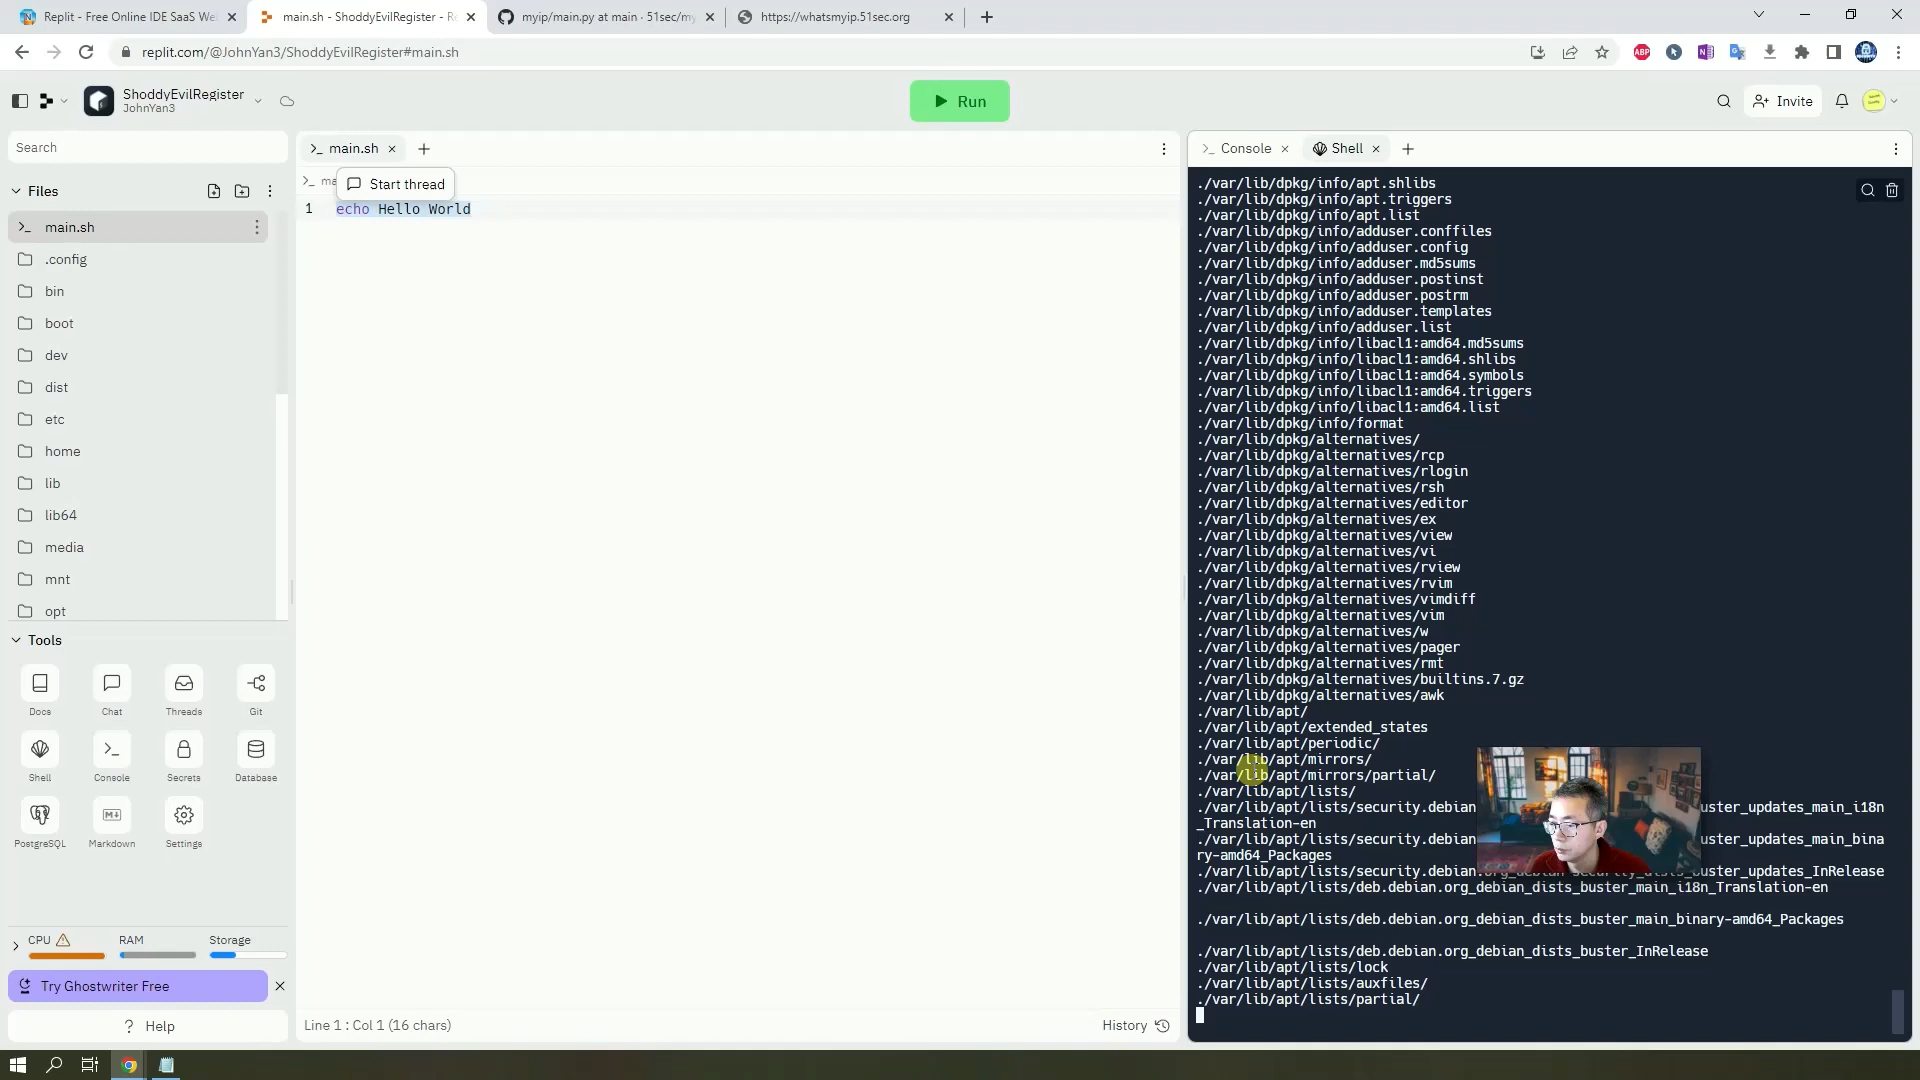 Replit - Free Online IDE SaaS We
main.sh - ShoddyEvilRegister - Re
myip/main.py at main · 51sec/my
https://whatsmyip.51sec.org
replit.com/@JohnYan3/ShoddyEvilRegister#main.sh
ABP
ShoddyEvilRegister
JohnYan3
Run
Invite
Search
main.sh
Console
Shell
Files
Start thread
1 echo Hello World
main.sh
.config
bin
boot
dev
dist
etc
home
lib
lib64
media
mnt
opt
Tools
Docs
Chat
Threads
Git
Shell
Console
Secrets
Database
PostgreSQL
Markdown
Settings
CPU
RAM
Storage
Try Ghostwriter Free
? Help
Line 1 : Col 1 (16 chars)
History
./var/lib/dpkg/info/apt.shlibs
./var/lib/dpkg/info/apt.triggers
./var/lib/dpkg/info/apt.list
./var/lib/dpkg/info/adduser.conffiles
./var/lib/dpkg/info/adduser.config
./var/lib/dpkg/info/adduser.md5sums
./var/lib/dpkg/info/adduser.postinst
./var/lib/dpkg/info/adduser.postrm
./var/lib/dpkg/info/adduser.templates
./var/lib/dpkg/info/adduser.list
./var/lib/dpkg/info/libacl1:amd64.md5sums
./var/lib/dpkg/info/libacl1:amd64.shlibs
./var/lib/dpkg/info/libacl1:amd64.symbols
./var/lib/dpkg/info/libacl1:amd64.triggers
./var/lib/dpkg/info/libacl1:amd64.list
./var/lib/dpkg/info/format
./var/lib/dpkg/alternatives/
./var/lib/dpkg/alternatives/rcp
./var/lib/dpkg/alternatives/rlogin
./var/lib/dpkg/alternatives/rsh
./var/lib/dpkg/alternatives/editor
./var/lib/dpkg/alternatives/ex
./var/lib/dpkg/alternatives/view
./var/lib/dpkg/alternatives/vi
./var/lib/dpkg/alternatives/rview
./var/lib/dpkg/alternatives/rvim
./var/lib/dpkg/alternatives/vimdiff
./var/lib/dpkg/alternatives/vim
./var/lib/dpkg/alternatives/w
./var/lib/dpkg/alternatives/pager
./var/lib/dpkg/alternatives/rmt
./var/lib/dpkg/alternatives/builtins.7.gz
./var/lib/dpkg/alternatives/awk
./var/lib/apt/
./var/lib/apt/extended_states
./var/lib/apt/periodic/
./var/lib/apt/mirrors/
./var/lib/apt/mirrors/partial/
./var/lib/apt/lists/
./var/lib/apt/lists/security.debian uster_updates_main_i18n
_Translation-en
./var/lib/apt/lists/security.debian uster_updates_main_bina
ry-amd64_Packages
./var/lib/apt/lists/security.debian.org_debian-security_dists_buster_updates_InRelease
./var/lib/apt/lists/deb.debian.org_debian_dists_buster_main_i18n_Translation-en
./var/lib/apt/lists/deb.debian.org_debian_dists_buster_main_binary-amd64_Packages
./var/lib/apt/lists/deb.debian.org_debian_dists_buster_InRelease
./var/lib/apt/lists/lock
./var/lib/apt/lists/auxfiles/
./var/lib/apt/lists/partial/